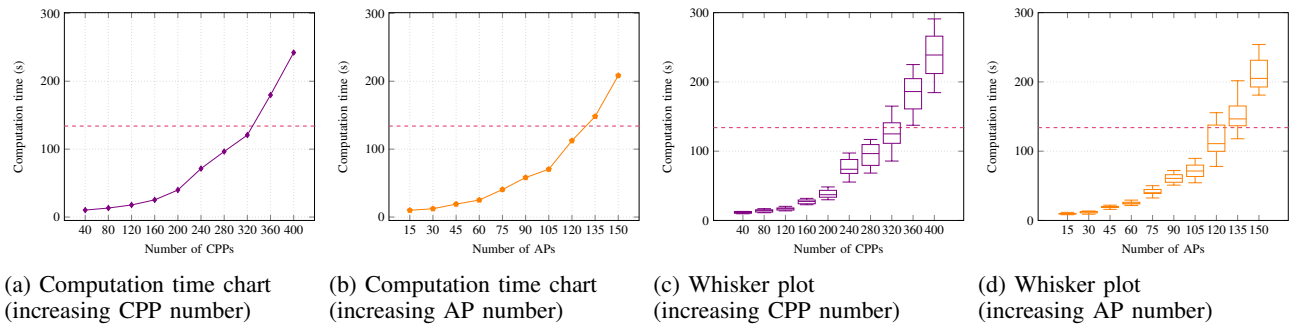 300
200
100
0
Computation time (s)
40 80 120 160 200 240 280 320 360 400
Number of CPPs
(a) Computation time chart
(increasing CPP number)
300
200
100
0
Computation time (s)
15 30 45 60 75 90 105 120 135 150
Number of APs
(b) Computation time chart
(increasing AP number)
300
200
100
0
Computation time (s)
40 80 120 160 200 240 280 320 360 400
Number of CPPs
(c) Whisker plot
(increasing CPP number)
300
200
100
0
Computation time (s)
15 30 45 60 75 90 105 120 135 150
Number of APs
(d) Whisker plot
(increasing AP number)